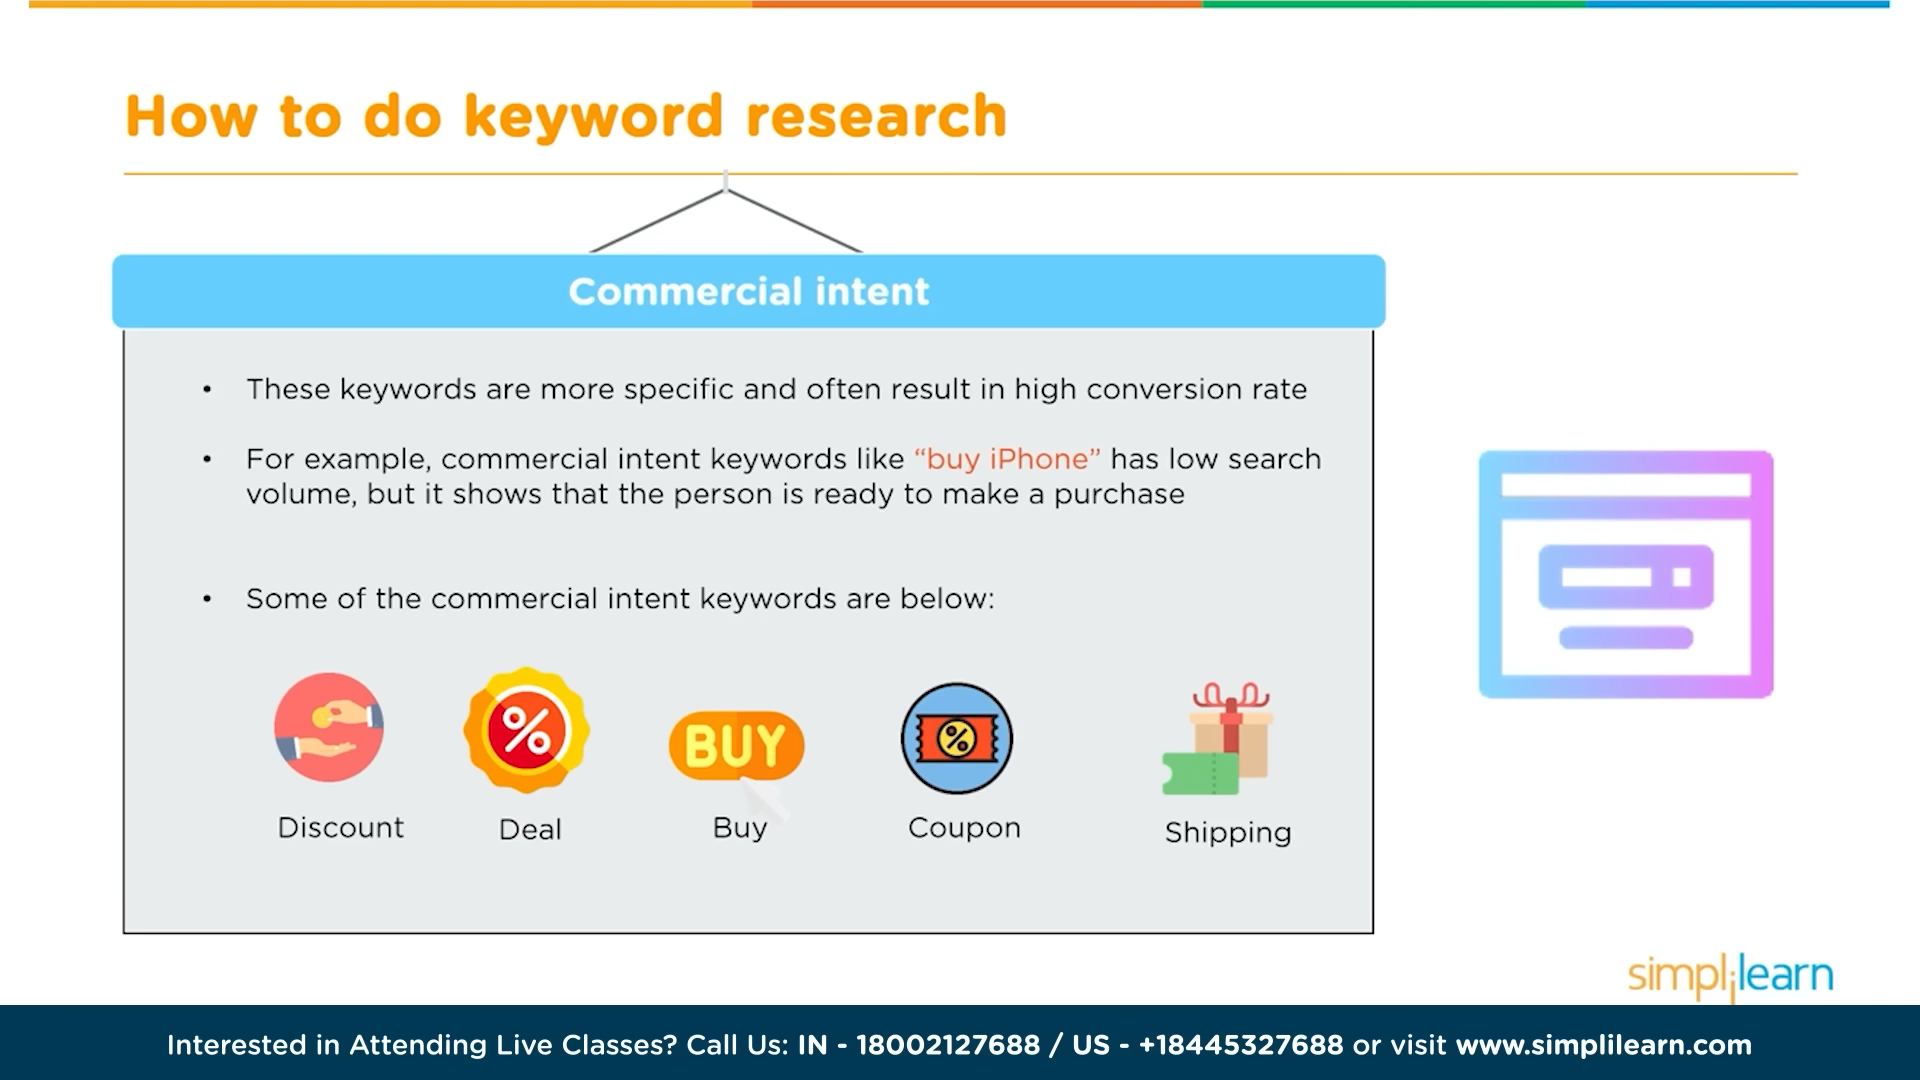 How to do keyword research
Commercial intent
• These keywords are more specific and often result in high conversion rate
• For example, commercial intent keywords like “buy iPhone” has low search
volume, but it shows that the person is ready to make a purchase
• Some of the commercial intent keywords are below:
%
BUY
%
Discount
Deal
Buy
Coupon
Shipping
simplilearn
Interested in Attending Live Classes? Call Us: IN - 18002127688 / US - +18445327688 or visit www.simplilearn.com